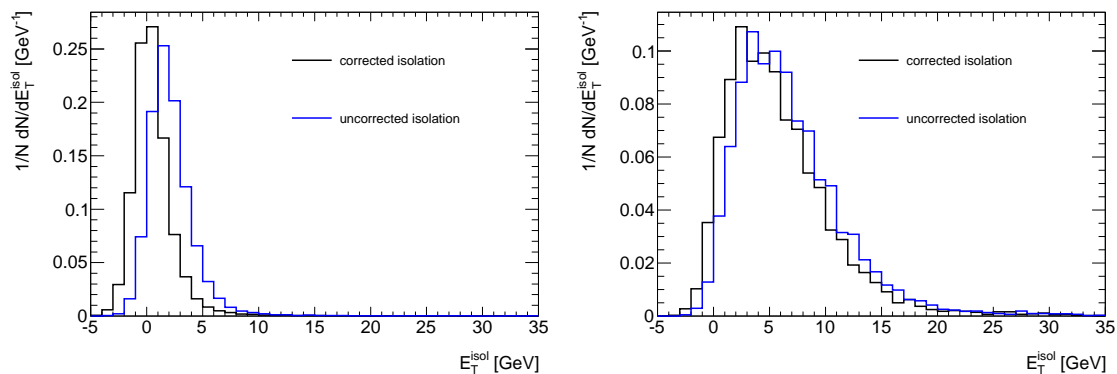 1/N dN/dE_T^isol [GeV^-1]
0.25
0.2
0.15
0.1
0.05
0
corrected isolation
uncorrected isolation
-5 0 5 10 15 20 25 30 35
E_T^isol [GeV]
1/N dN/dE_T^isol [GeV^-1]
0.1
0.08
0.06
0.04
0.02
0
corrected isolation
uncorrected isolation
-5 0 5 10 15 20 25 30 35
E_T^isol [GeV]